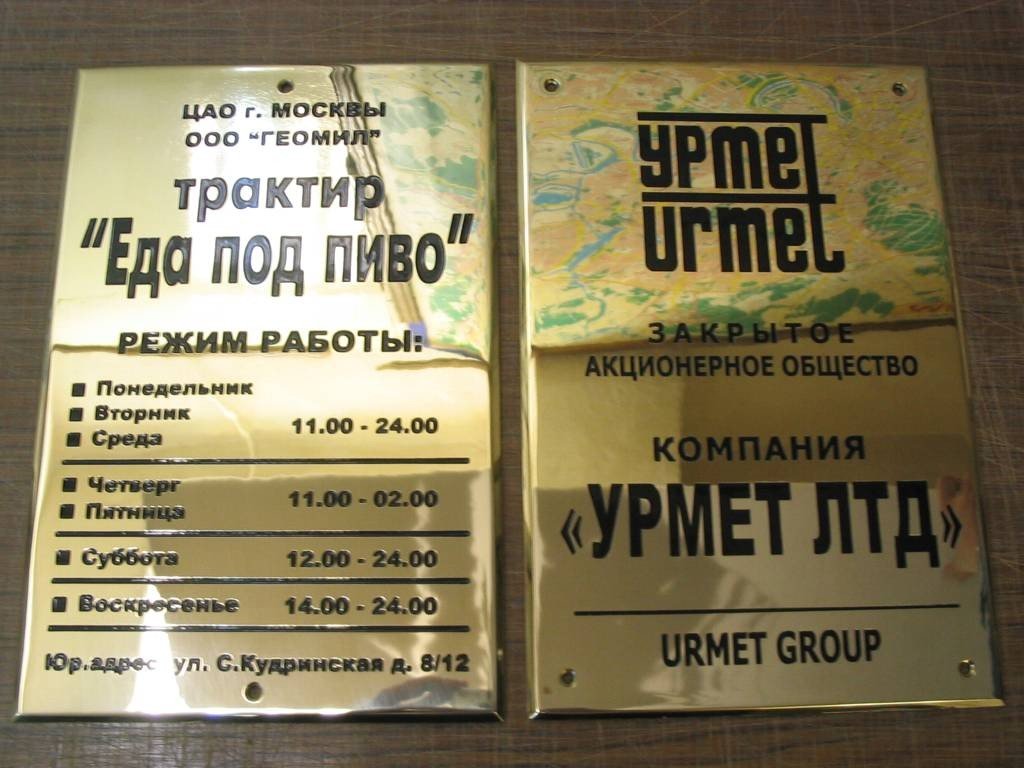 ЦАО г. МОСКВЫ
ООО "ГЕОМИЛ"
трактир
"Еда под пиво"
РЕЖИМ РАБОТЫ:
Понедельник
Вторник
Среда
11.00 - 24.00
Четверг
Пятница
11.00 - 02.00
Суббота 12.00 - 24.00
Воскресенье 14.00 - 24.00
Юр.адрес ул. С.Кудринская д. 8/12
урмет
urmet
ЗАКРЫТОЕ
АКЦИОНЕРНОЕ ОБЩЕСТВО
КОМПАНИЯ
«УРМЕТ ЛТД»
URMET GROUP